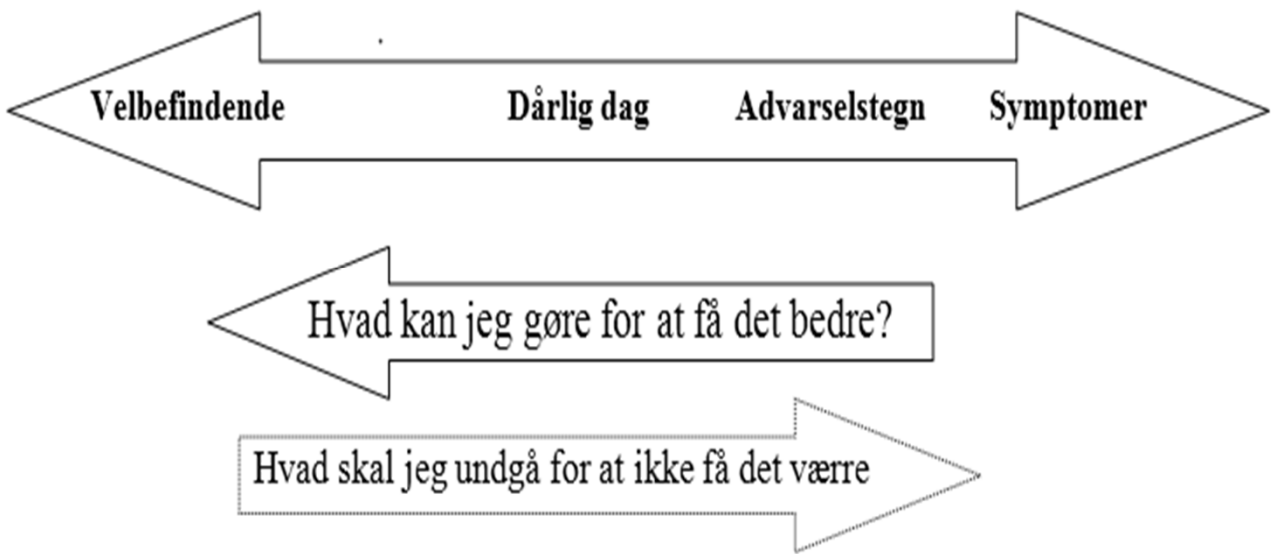 Velbefindende Dårlig dag Advarselstegn Symptomer
Hvad kan jeg gøre for at få det bedre?
Hvad skal jeg undgå for at ikke få det værre